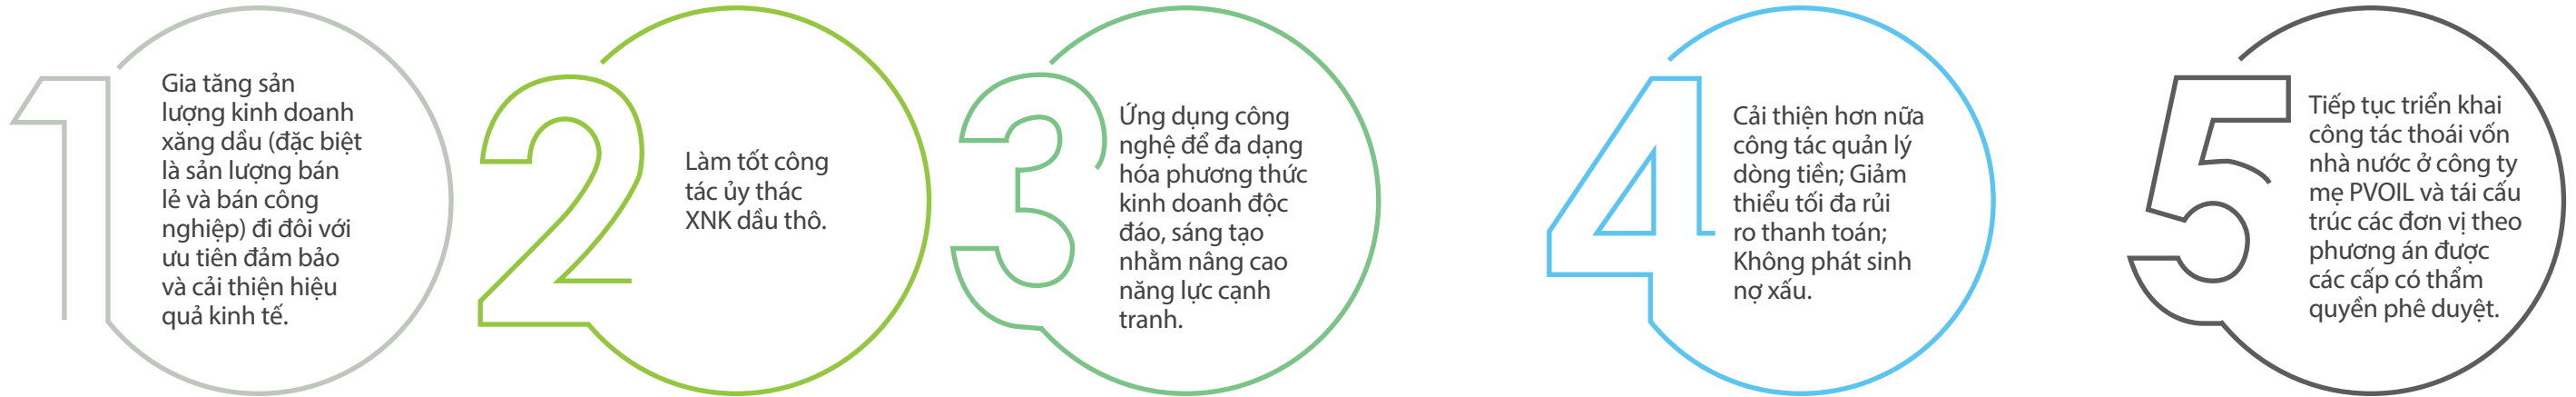 1
Gia tăng sản
lượng kinh doanh
xăng dầu (đặc biệt
là sản lượng bán
lẻ và bán công
nghiệp) đi đôi với
ưu tiên đảm bảo
và cải thiện hiệu
quả kinh tế.
2
Làm tốt công
tác ủy thác
XNK dầu thô.
3
Ứng dụng công
nghệ để đa dạng
hóa phương thức
kinh doanh độc
đáo, sáng tạo
nhằm nâng cao
năng lực cạnh
tranh.
4
Cải thiện hơn nữa
công tác quản lý
dòng tiền; Giảm
thiểu tối đa rủi
ro thanh toán;
Không phát sinh
nợ xấu.
5
Tiếp tục triển khai
công tác thoái vốn
nhà nước ở công ty
mẹ PVOIL và tái cấu
trúc các đơn vị theo
phương án được
các cấp có thẩm
quyền phê duyệt.